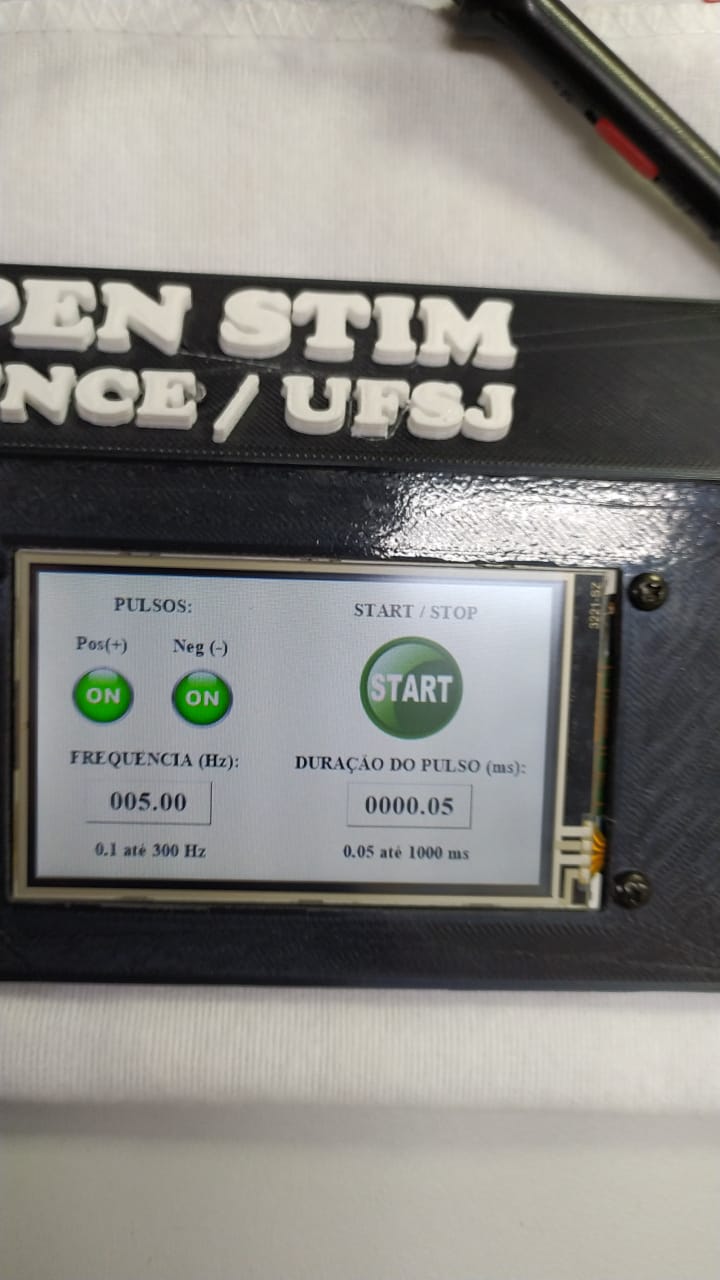 PEN STIM
NCE / UFSJ
PULSOS:
START / STOP
Pos(+) Neg (-)
ON ON
START
FREQUENCIA (Hz):
DURAÇÃO DO PULSO (ms):
005.00
0000.05
0.1 até 300 Hz
0.05 até 1000 ms